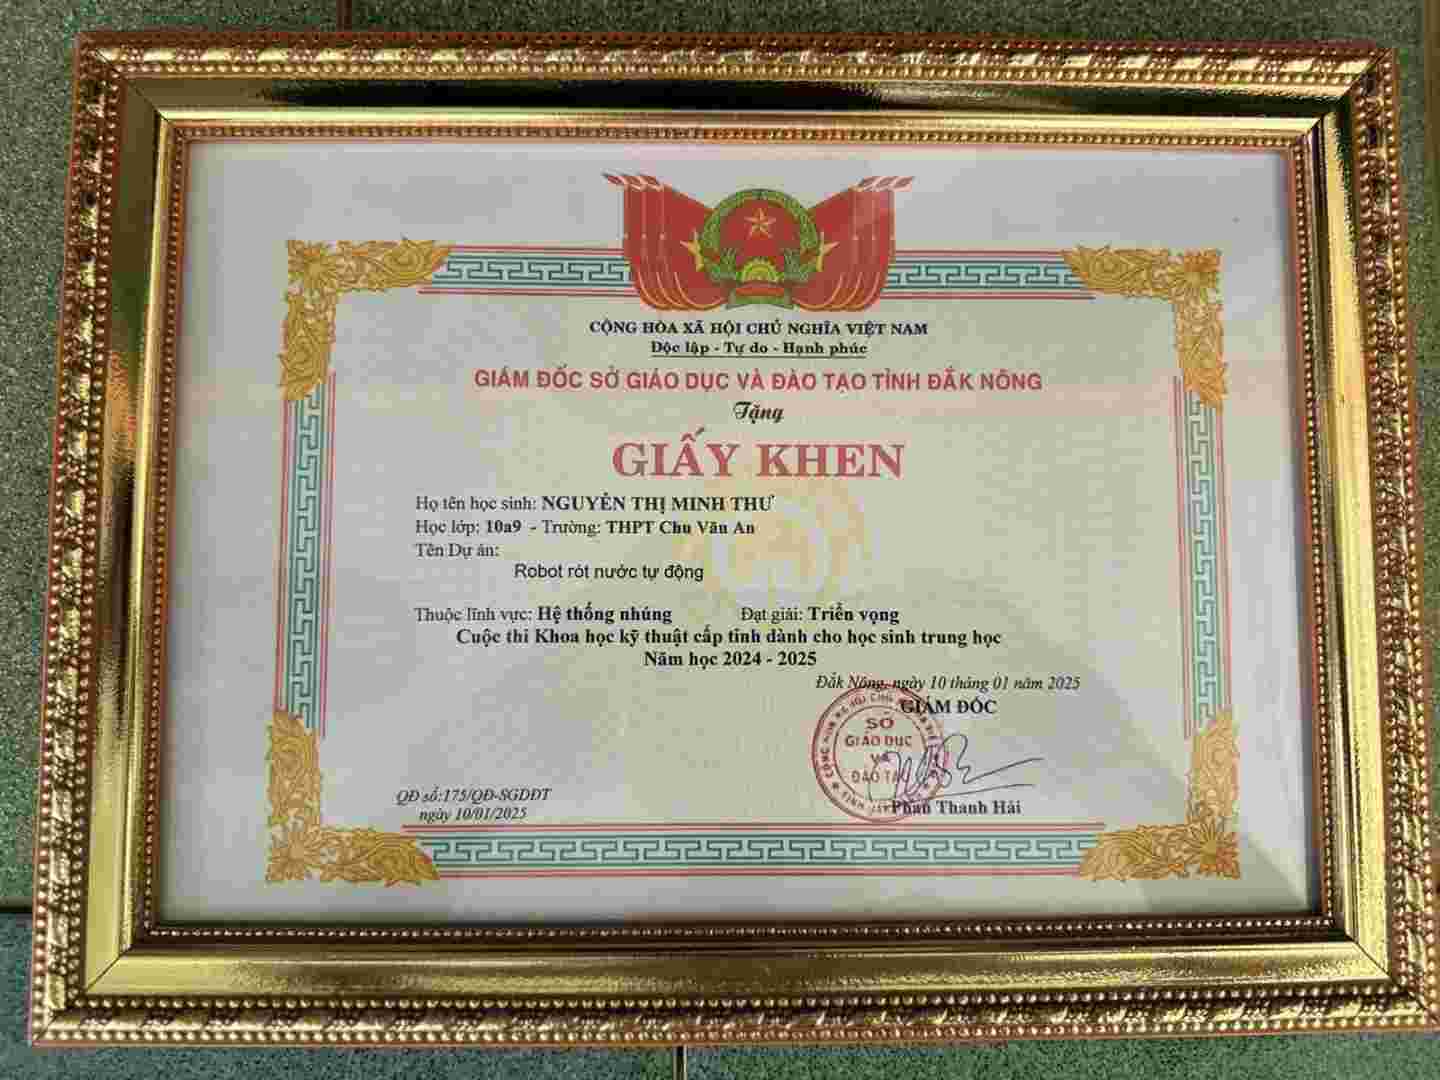 CỘNG HÒA XÃ HỘI CHỦ NGHĨA VIỆT NAM
Độc lập - Tự do - Hạnh phúc
GIÁM ĐỐC SỞ GIÁO DỤC VÀ ĐÀO TẠO TỈNH ĐẮK NÔNG
Tặng
GIẤY KHEN
Họ tên học sinh: NGUYỄN THỊ MINH THƯ
Học lớp: 10a9 - Trường: THPT Chu Văn An
Tên Dự án:
Robot rót nước tự động
Thuộc lĩnh vực: Hệ thống nhúng Đạt giải: Triển vọng
Cuộc thi Khoa học kỹ thuật cấp tỉnh dành cho học sinh trung học
Năm học 2024 - 2025
Đắk Nông, ngày 10 tháng 01 năm 2025
GIÁM ĐỐC
SỞ
GIÁO DỤC
VÀ
ĐÀO TẠO
Phan Thanh Hải
QĐ số:175/QĐ-SGDĐT
ngày 10/01/2025